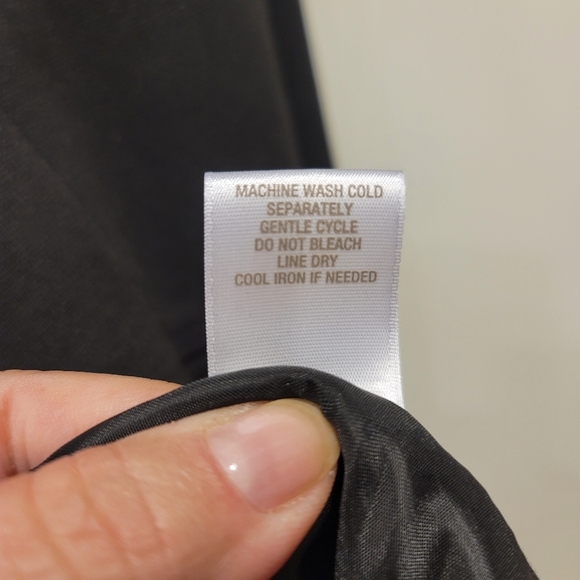 MACHINE WASH COLD
SEPARATELY
GENTLE CYCLE
DO NOT BLEACH
LINE DRY
COOL IRON IF NEEDED